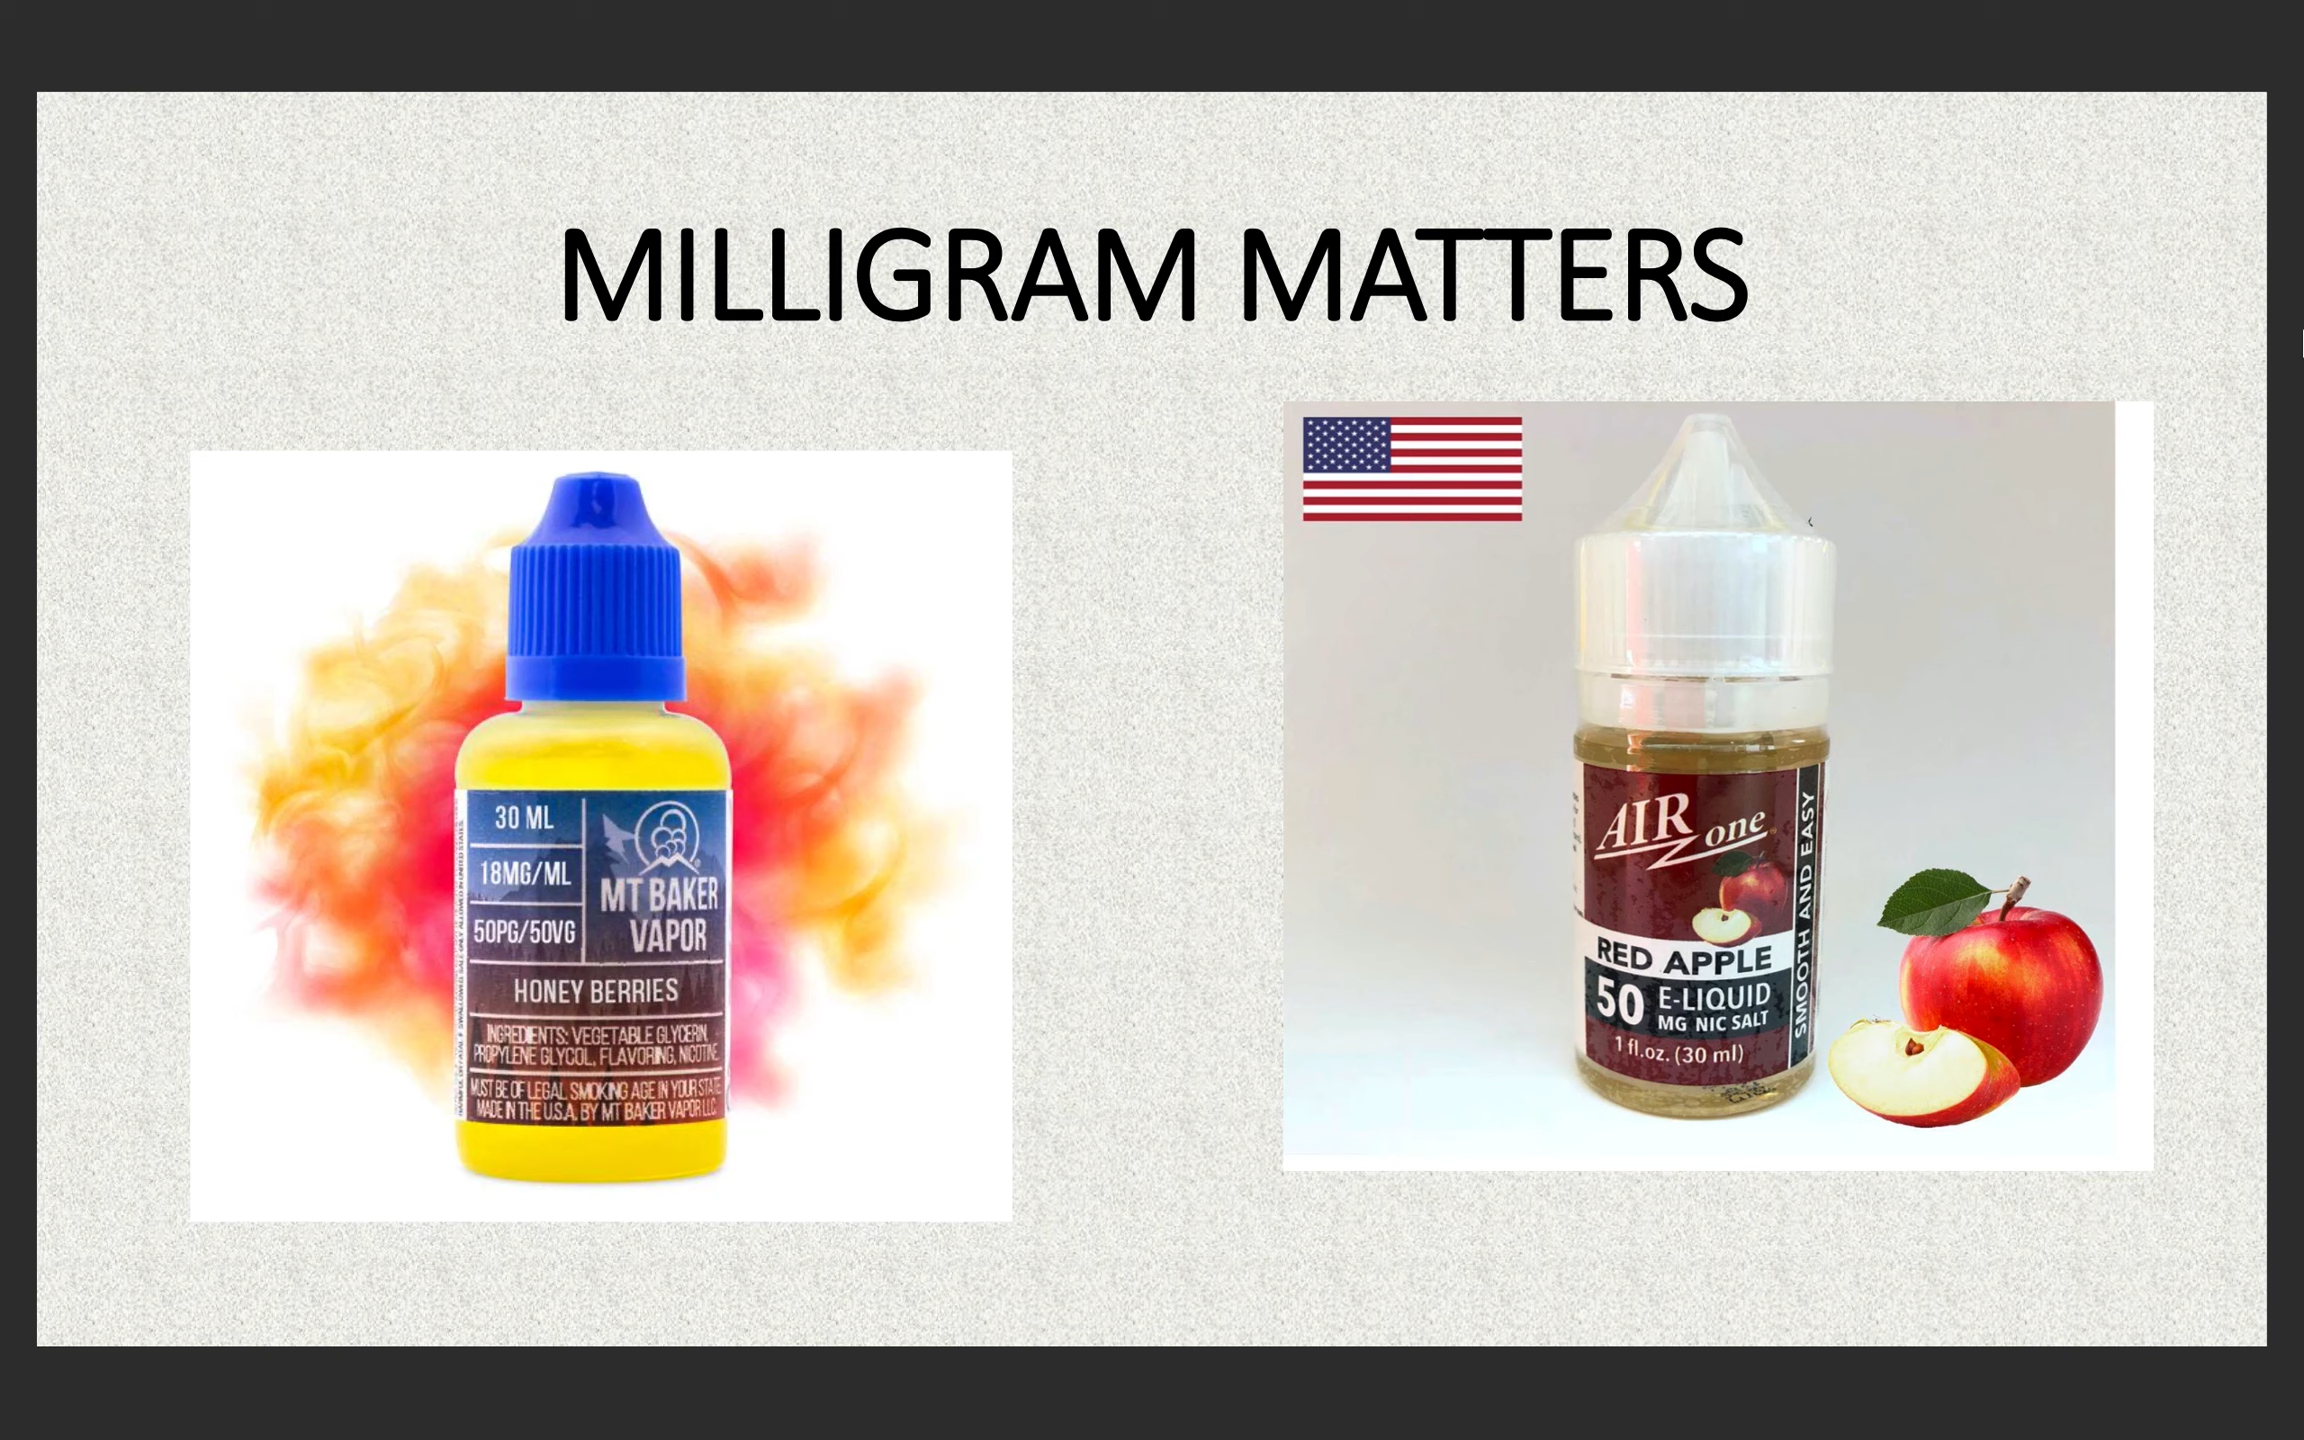 MILLIGRAM MATTERS
30 ML
18MG/ML
50PG/50VG
MT BAKER
VAPOR
HONEY BERRIES
INGREDIENTS: VEGETABLE GLYCERIN,
PROPYLENE GLYCOL, FLAVORING, NICOTINE.
MUST BE OF LEGAL SMOKING AGE IN YOUR STATE.
MADE IN THE U.S.A. BY MT BAKER VAPOR LLC.
AIR one
RED APPLE
50 E-LIQUID
MG NIC SALT
1 fl.oz. (30 ml)
SMOOTH AND EASY